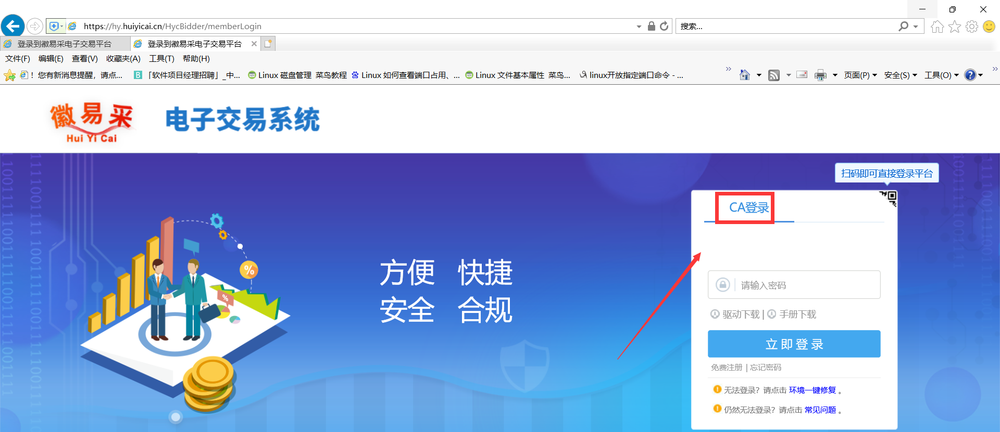 https://hy.huiyicai.cn/HycBidder/memberLogin
搜索...
登录到徽易采电子交易平台
登录到徽易采电子交易平台
文件(F) 编辑(E) 查看(V) 收藏夹(A) 工具(T) 帮助(H)
！您有新消息提醒，请点... 「软件项目经理招聘」_中... Linux 磁盘管理 菜鸟教程 Linux 如何查看端口占用、... Linux 文件基本属性 菜鸟... linux开放指定端口命令 - ... 页面(P) 安全(S) 工具(O)
徽易采
Hui Yi Cai
电子交易系统
扫码即可直接登录平台
CA登录
方便 快捷
安全 合规
请输入密码
驱动下载 | 手册下载
立即登录
免费注册 | 忘记密码
无法登录？请点击 环境一键修复 。
仍然无法登录？请点击 常见问题 。